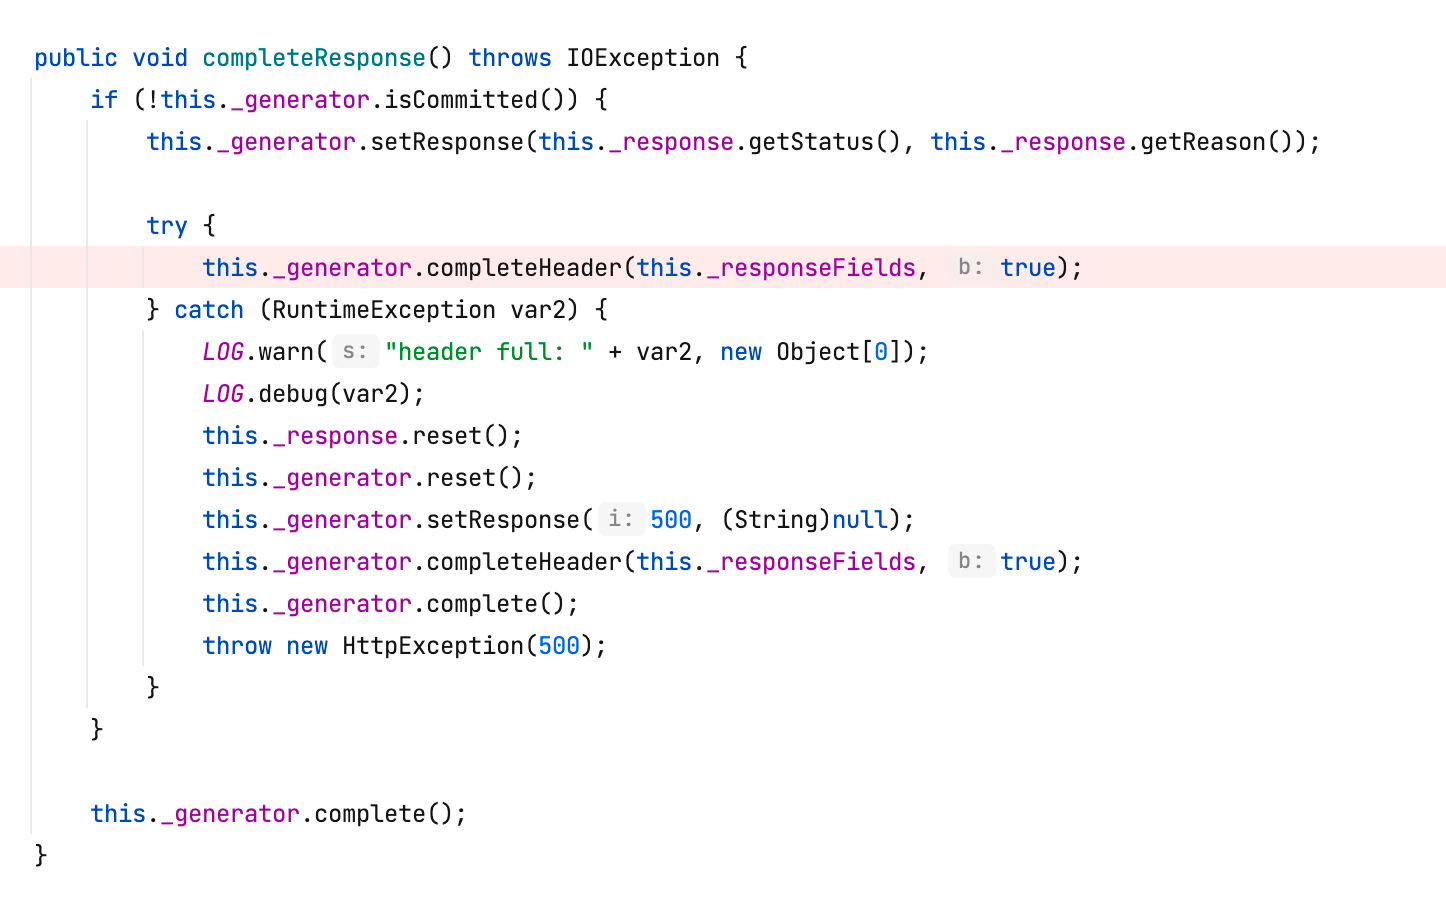 public void completeResponse() throws IOException {
if (!this._generator.isCommitted()) {
this._generator.setResponse(this._response.getStatus(), this._response.getReason());
try {
this._generator.completeHeader(this._responseFields, b: true);
} catch (RuntimeException var2) {
LOG.warn( s: "header full: " + var2, new Object[0]);
LOG.debug(var2);
this._response.reset();
this._generator.reset();
this._generator.setResponse( i: 500, (String)null);
this._generator.completeHeader(this._responseFields, b: true);
this._generator.complete();
throw new HttpException(500);
}
}
this._generator.complete();
}